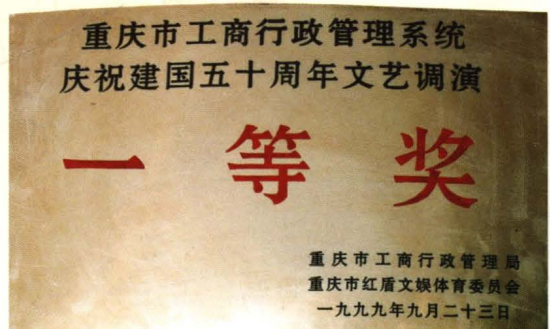 重庆市工商行政管理系统
庆祝建国五十周年文艺调演
一等奖
重庆市工商行政管理局
重庆市红盾文娱体育委员会
一九九九年九月二十三日